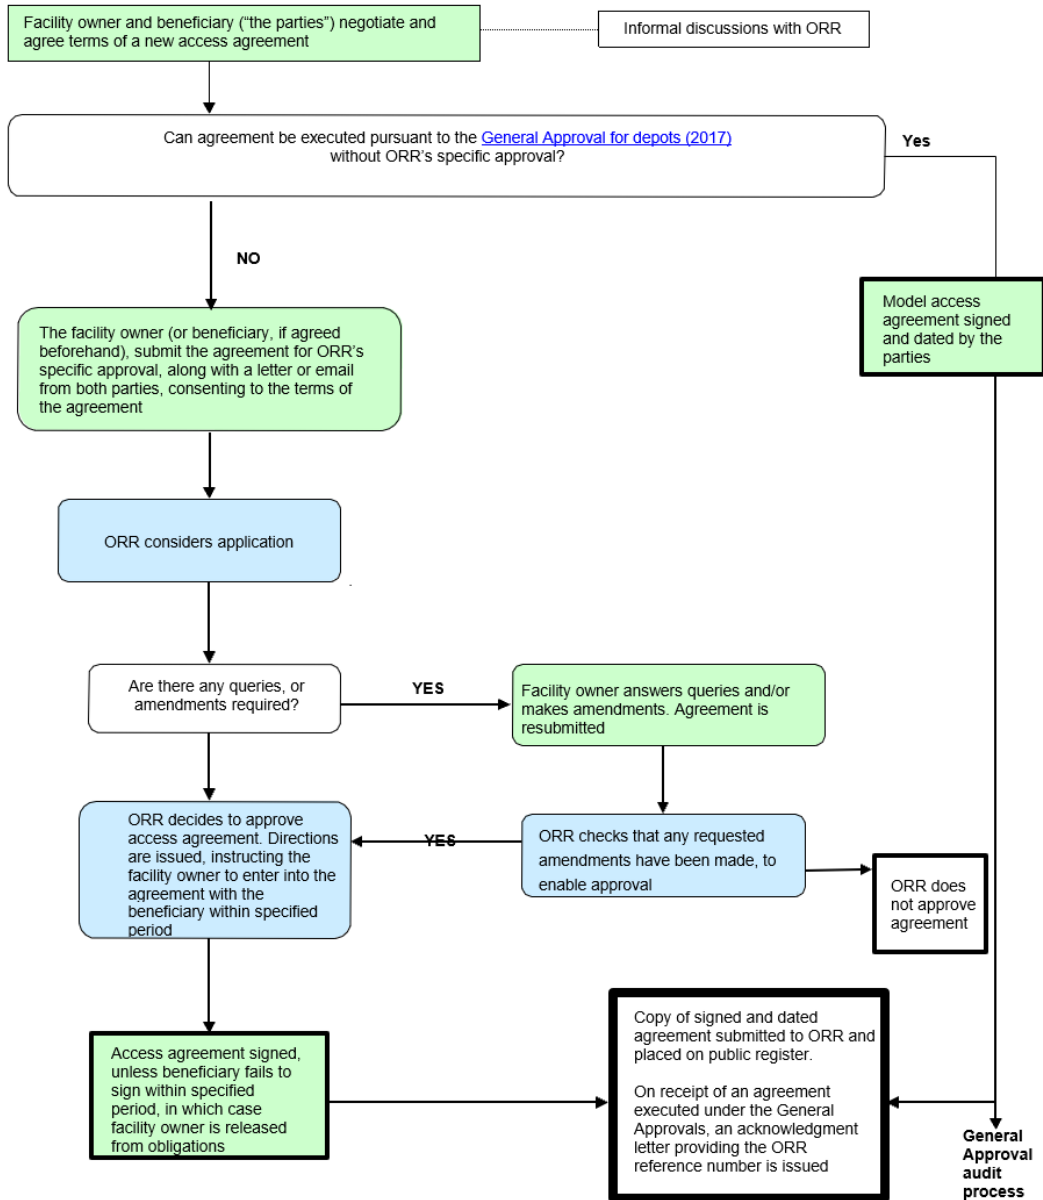 Facility owner and beneficiary (“the parties”) negotiate and
agree terms of a new access agreement
Informal discussions with ORR
Can agreement be executed pursuant to the General Approval for depots (2017)
without ORR’s specific approval?
Yes
NO
Model access
agreement signed
and dated by the
parties
The facility owner (or beneficiary, if agreed
beforehand), submit the agreement for ORR’s
specific approval, along with a letter or email
from both parties, consenting to the terms of
the agreement
ORR considers application
Are there any queries, or
amendments required?
YES
Facility owner answers queries and/or
makes amendments. Agreement is
resubmitted
ORR decides to approve
access agreement. Directions
are issued, instructing the
facility owner to enter into the
agreement with the
beneficiary within specified
period
YES
ORR checks that any requested
amendments have been made, to
enable approval
ORR does
not approve
agreement
Access agreement signed,
unless beneficiary fails to
sign within specified
period, in which case
facility owner is released
from obligations
Copy of signed and dated
agreement submitted to ORR and
placed on public register.
On receipt of an agreement
executed under the General
Approvals, an acknowledgment
letter providing the ORR
reference number is issued
General
Approval
audit
process